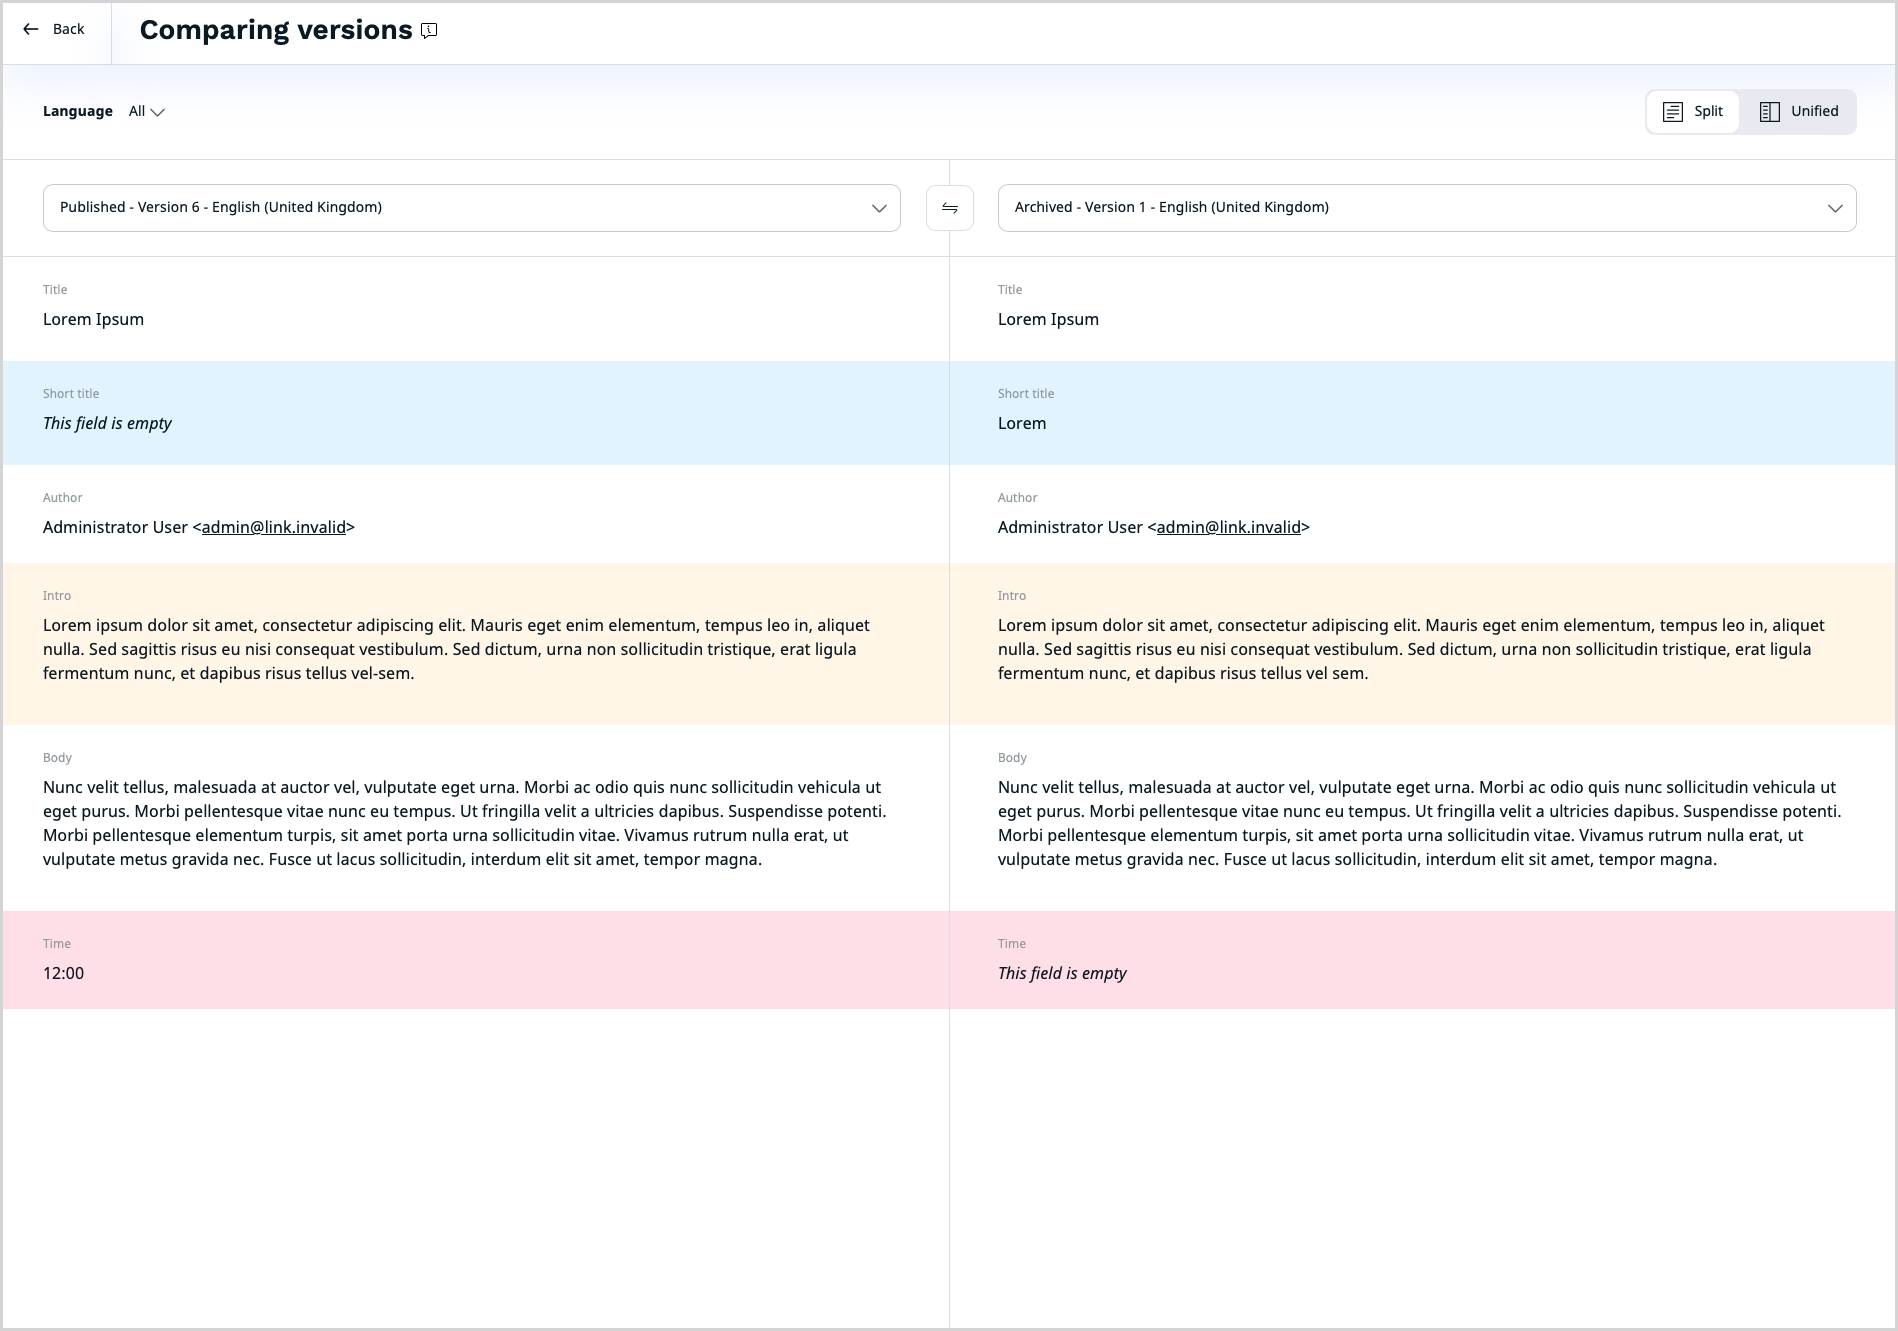 Back
Comparing versions
Language All
Split
Unified
Published - Version 6 - English (United Kingdom)
Archived - Version 1 - English (United Kingdom)
Title
Lorem Ipsum
Title
Lorem Ipsum
Short title
This field is empty
Short title
Lorem
Author
Administrator User <admin@link.invalid>
Author
Administrator User <admin@link.invalid>
Intro
Lorem ipsum dolor sit amet, consectetur adipiscing elit. Mauris eget enim elementum, tempus leo in, aliquet
nulla. Sed sagittis risus eu nisi consequat vestibulum. Sed dictum, urna non sollicitudin tristique, erat ligula
fermentum nunc, et dapibus risus tellus vel-sem.
Intro
Lorem ipsum dolor sit amet, consectetur adipiscing elit. Mauris eget enim elementum, tempus leo in, aliquet
nulla. Sed sagittis risus eu nisi consequat vestibulum. Sed dictum, urna non sollicitudin tristique, erat ligula
fermentum nunc, et dapibus risus tellus vel sem.
Body
Nunc velit tellus, malesuada at auctor vel, vulputate eget urna. Morbi ac odio quis nunc sollicitudin vehicula ut
eget purus. Morbi pellentesque vitae nunc eu tempus. Ut fringilla velit a ultricies dapibus. Suspendisse potenti.
Morbi pellentesque elementum turpis, sit amet porta urna sollicitudin vitae. Vivamus rutrum nulla erat, ut
vulputate metus gravida nec. Fusce ut lacus sollicitudin, interdum elit sit amet, tempor magna.
Body
Nunc velit tellus, malesuada at auctor vel, vulputate eget urna. Morbi ac odio quis nunc sollicitudin vehicula ut
eget purus. Morbi pellentesque vitae nunc eu tempus. Ut fringilla velit a ultricies dapibus. Suspendisse potenti.
Morbi pellentesque elementum turpis, sit amet porta urna sollicitudin vitae. Vivamus rutrum nulla erat, ut
vulputate metus gravida nec. Fusce ut lacus sollicitudin, interdum elit sit amet, tempor magna.
Time
12:00
Time
This field is empty